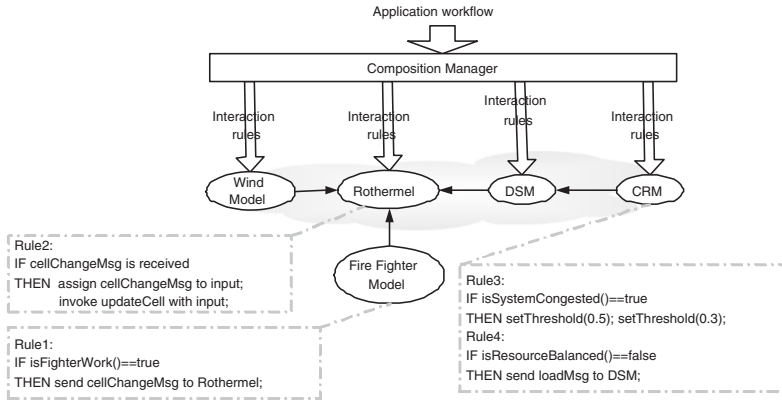 Application workflow
Composition Manager
Interaction
rules
Interaction
rules
Interaction
rules
Interaction
rules
Wind
Model
Rothermel
DSM
CRM
Fire Fighter
Model
Rule2:
IF cellChangeMsg is received
THEN assign cellChangeMsg to input;
invoke updateCell with input;
Rule1:
IF isFighterWork()==true
THEN send cellChangeMsg to Rothermel;
Rule3:
IF isSystemCongested()==true
THEN setThreshold(0.5); setThreshold(0.3);
Rule4:
IF isResourceBalanced()==false
THEN send loadMsg to DSM;